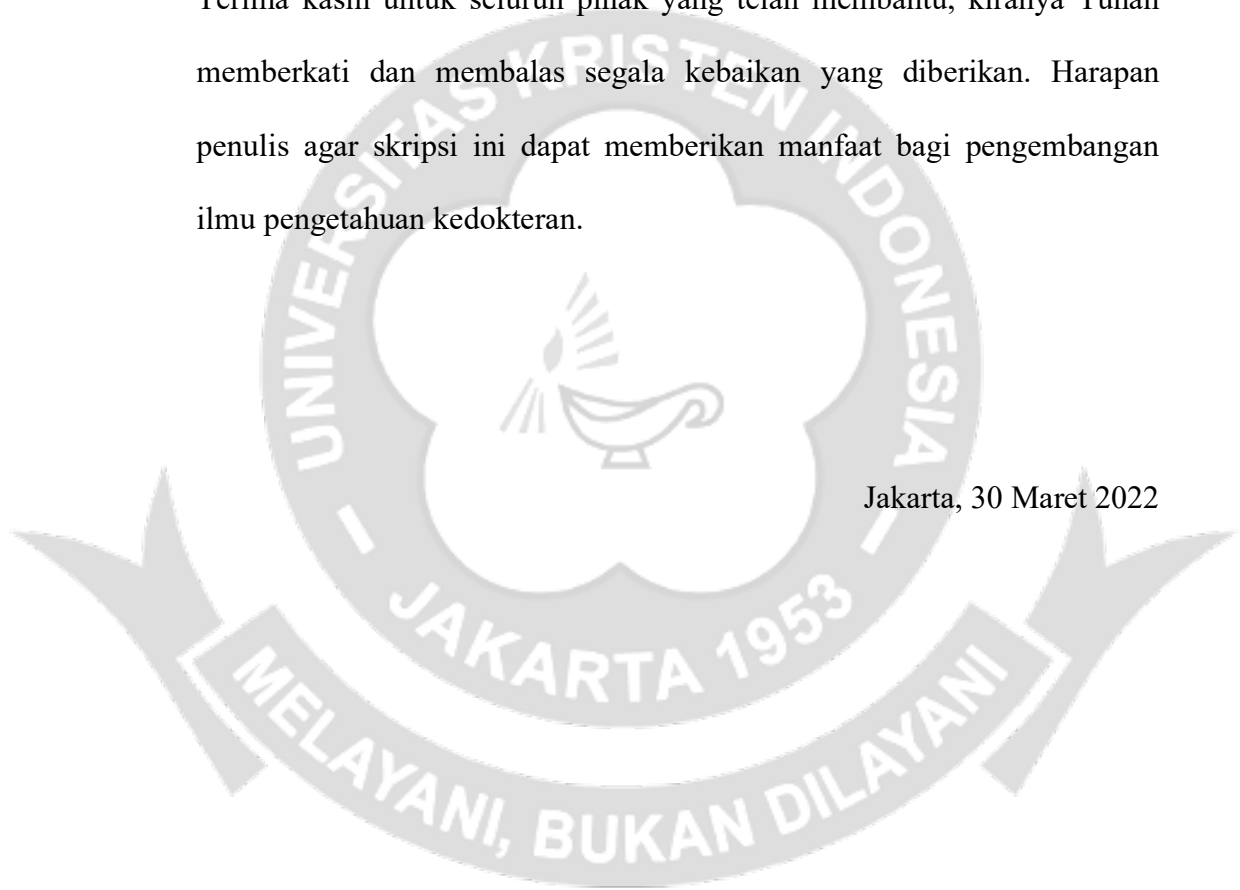 Terima kasih untuk seluruh pihak yang telah membantu, kiranya Tuhan
memberkati dan membalas segala kebaikan yang diberikan. Harapan
penulis agar skripsi ini dapat memberikan manfaat bagi pengembangan
ilmu pengetahuan kedokteran.
Jakarta, 30 Maret 2022
UNIVERSITAS KRISTEN INDONESIA
- JAKARTA 1953 -
MELAYANI, BUKAN DILAYANI